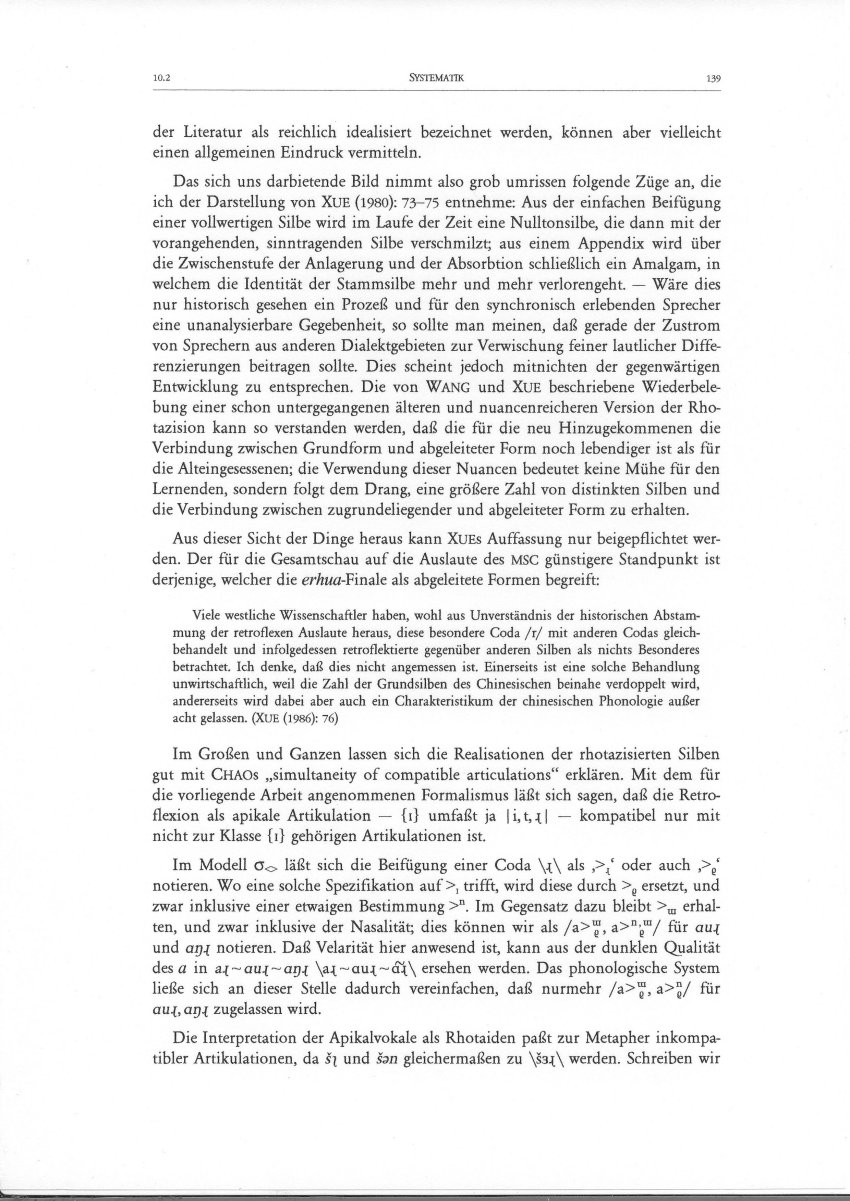 10.2 SYSTEMATIK 139
der Literatur als reichlich idealisiert bezeichnet werden, können aber vielleicht
einen allgemeinen Eindruck vermitteln.
Das sich uns darbietende Bild nimmt also grob umrissen folgende Züge an, die
ich der Darstellung von XUE (1980): 73–75 entnehme: Aus der einfachen Beifügung
einer vollwertigen Silbe wird im Laufe der Zeit eine Nulltonsilbe, die dann mit der
vorangehenden, sinntragenden Silbe verschmilzt; aus einem Appendix wird über
die Zwischenstufe der Anlagerung und der Absorbtion schließlich ein Amalgam, in
welchem die Identität der Stammsilbe mehr und mehr verlorengeht. — Wäre dies
nur historisch gesehen ein Prozeß und für den synchronisch erlebenden Sprecher
eine unanalysierbare Gegebenheit, so sollte man meinen, daß gerade der Zustrom
von Sprechern aus anderen Dialektgebieten zur Verwischung feiner lautlicher Diffe-
renzierungen beitragen sollte. Dies scheint jedoch mitnichten der gegenwärtigen
Entwicklung zu entsprechen. Die von WANG und XUE beschriebene Wiederbele-
bung einer schon untergegangenen älteren und nuancenreicheren Version der Rho-
tazision kann so verstanden werden, daß die für die neu Hinzugekommenen die
Verbindung zwischen Grundform und abgeleiteter Form noch lebendiger ist als für
die Alteingesessenen; die Verwendung dieser Nuancen bedeutet keine Mühe für den
Lernenden, sondern folgt dem Drang, eine größere Zahl von distinkten Silben und
die Verbindung zwischen zugrundeliegender und abgeleiteter Form zu erhalten.
Aus dieser Sicht der Dinge heraus kann XUEs Auffassung nur beigepflichtet wer-
den. Der für die Gesamtschau auf die Auslaute des MSC günstigere Standpunkt ist
derjenige, welcher die erhua-Finale als abgeleitete Formen begreift:
Viele westliche Wissenschaftler haben, wohl aus Unverständnis der historischen Abstam-
mung der retroflexen Auslaute heraus, diese besondere Coda /r/ mit anderen Codas gleich-
behandelt und infolgedessen retroflektierte gegenüber anderen Silben als nichts Besonderes
betrachtet. Ich denke, daß dies nicht angemessen ist. Einerseits ist eine solche Behandlung
unwirtschaftlich, weil die Zahl der Grundsilben des Chinesischen beinahe verdoppelt wird,
andererseits wird dabei aber auch ein Charakteristikum der chinesischen Phonologie außer
acht gelassen. (XUE (1986): 76)
Im Großen und Ganzen lassen sich die Realisationen der rhotazisierten Silben
gut mit CHAOs „simultaneity of compatible articulations“ erklären. Mit dem für
die vorliegende Arbeit angenommenen Formalismus läßt sich sagen, daß die Retro-
flexion als apikale Artikulation — {ɪ} umfaßt ja |i, t, ɻ| — kompatibel nur mit
nicht zur Klasse {ɪ} gehörigen Artikulationen ist.
Im Modell σ<> läßt sich die Beifügung einer Coda \ɻ\ als ‚>ɻ‘ oder auch ‚>ƍ‘
notieren. Wo eine solche Spezifikation auf >ɪ trifft, wird diese durch >ƍ ersetzt, und
zwar inklusive einer etwaigen Bestimmung >ⁿ. Im Gegensatz dazu bleibt >ɯ erhal-
ten, und zwar inklusive der Nasalität; dies können wir als für auɻ
und aŋɻ notieren. Daß Velarität hier anwesend ist, kann aus der dunklen Qualität
des a in aɻ~auɻ~aŋɻ \aɻ~ɑuɻ~ɑ̃ɻ\ ersehen werden. Das phonologische System
ließe sich an dieser Stelle dadurch vereinfachen, daß nurmehr für
auɻ, aŋɻ zugelassen wird.
Die Interpretation der Apikalvokale als Rhotaiden paßt zur Metapher inkompa-
tibler Artikulationen, da šʅ und šən gleichermaßen zu \šɜɻ\ werden. Schreiben wir